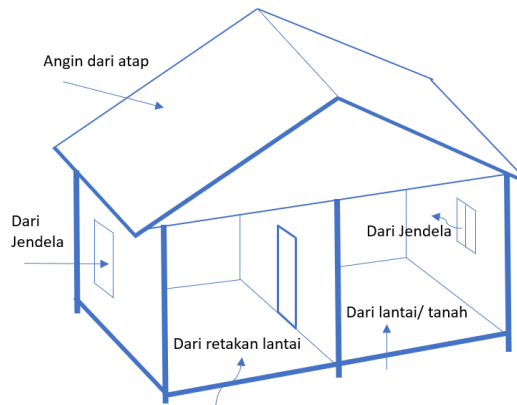 Angin dari atap
Dari
Jendela
Dari Jendela
Dari lantai/ tanah
Dari retakan lantai